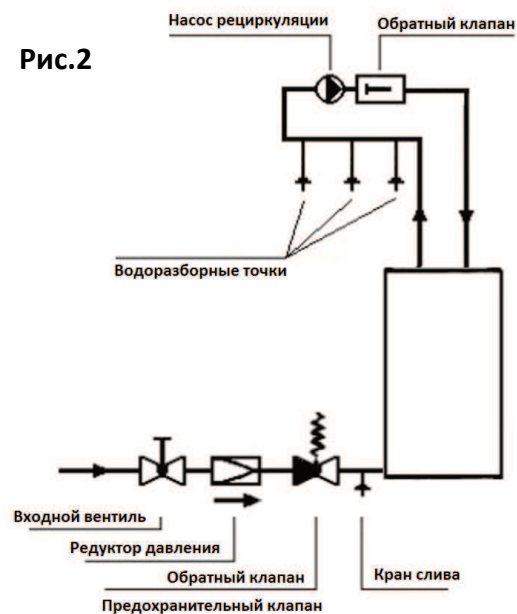 Насос рециркуляции
Обратный клапан
Рис.2
Водоразборные точки
Входной вентиль
Редуктор давления
Обратный клапан
Кран слива
Предохранительный клапан